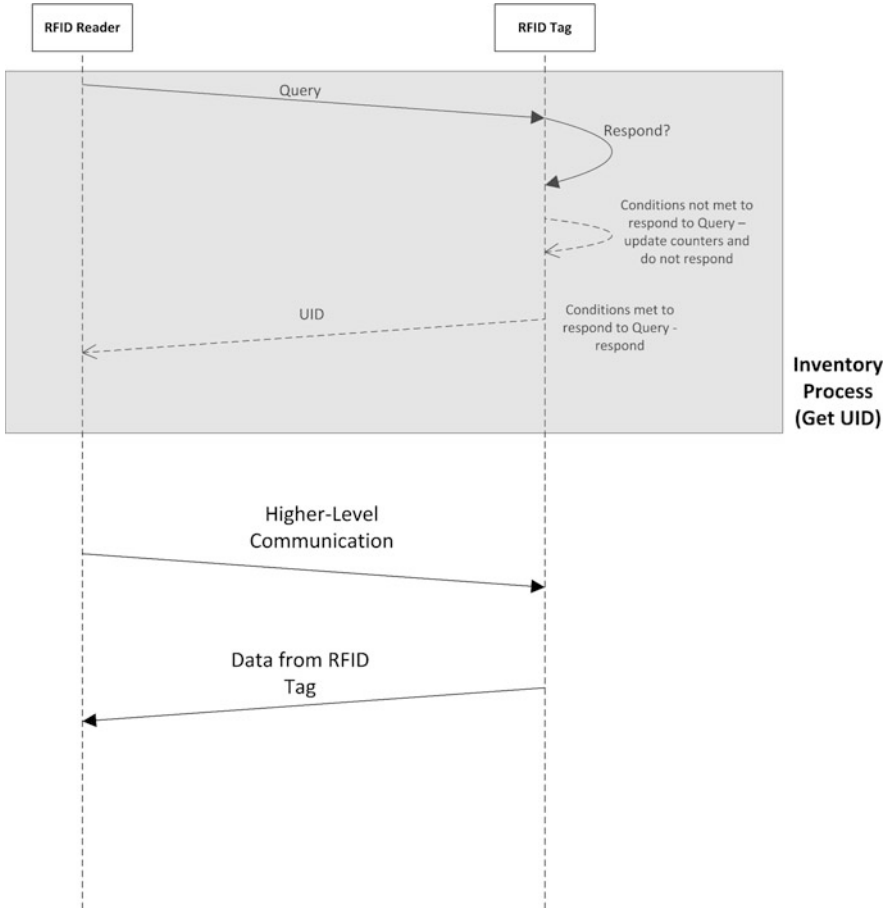 RFID Reader
RFID Tag
Query
Respond?
Conditions not met to
respond to Query –
update counters and
do not respond
UID
Conditions met to
respond to Query -
respond
Inventory
Process
(Get UID)
Higher-Level
Communication
Data from RFID
Tag